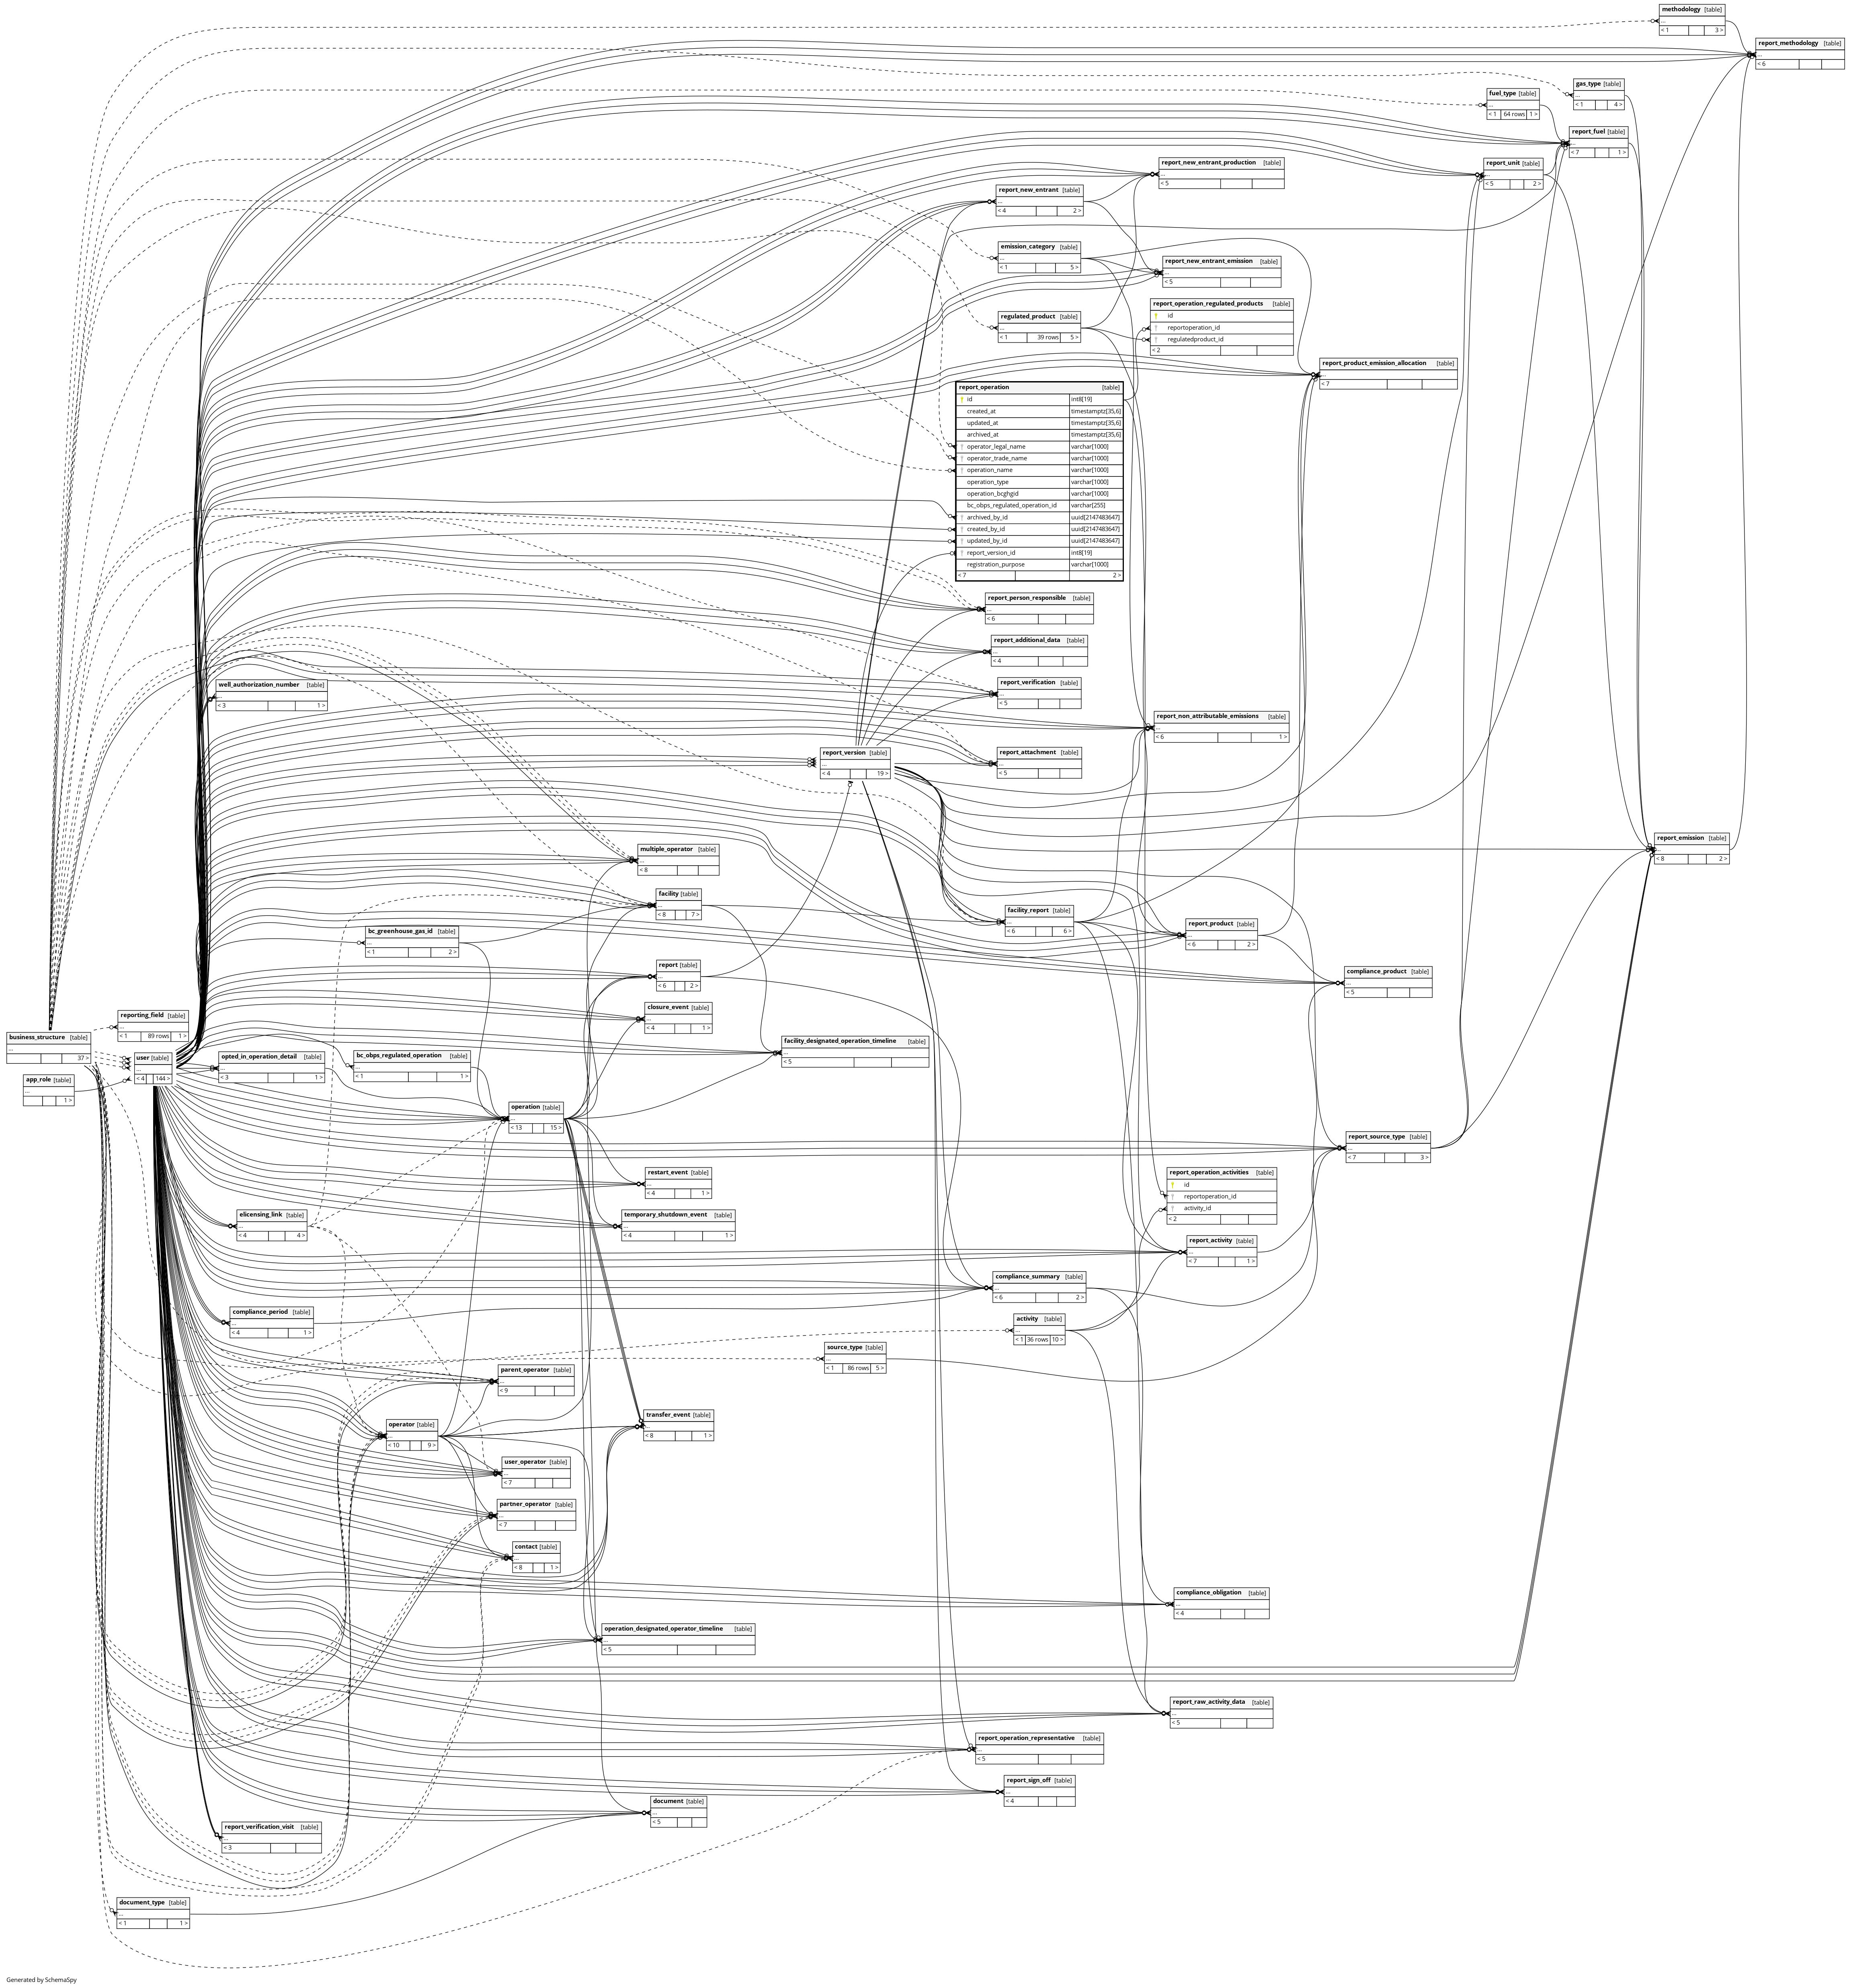 methodology [table]
...
< 1 3 >
report_methodology [table]
...
< 6
gas_type [table]
...
< 1 4 >
fuel_type [table]
...
< 1 64 rows 1 >
report_fuel [table]
...
< 7 1 >
report_unit [table]
...
< 5 2 >
report_new_entrant_production [table]
...
< 5
report_new_entrant [table]
...
< 4 2 >
emission_category [table]
...
< 1 5 >
report_new_entrant_emission [table]
...
< 5
report_operation_regulated_products [table]
id
reportoperation_id
regulatedproduct_id
< 2
regulated_product [table]
...
< 1 39 rows 5 >
report_product_emission_allocation [table]
...
< 7
report_operation [table]
id int8[19]
created_at timestamptz[35,6]
updated_at timestamptz[35,6]
archived_at timestamptz[35,6]
operator_legal_name varchar[1000]
operator_trade_name varchar[1000]
operation_name varchar[1000]
operation_type varchar[1000]
operation_bcghgid varchar[1000]
bc_obps_regulated_operation_id varchar[255]
archived_by_id uuid[2147483647]
created_by_id uuid[2147483647]
updated_by_id uuid[2147483647]
report_version_id int8[19]
registration_purpose varchar[1000]
< 7 2 >
report_person_responsible [table]
...
< 6
report_additional_data [table]
...
< 4
report_verification [table]
...
< 5
well_authorization_number [table]
...
< 3 1 >
report_non_attributable_emissions [table]
...
< 6 1 >
report_version [table]
...
< 4 19 >
report_attachment [table]
...
< 5
report_emission [table]
...
< 8 2 >
multiple_operator [table]
...
< 8
facility [table]
...
< 8 7 >
facility_report [table]
...
< 6 6 >
report_product [table]
...
< 6 2 >
bc_greenhouse_gas_id [table]
...
< 1 2 >
report [table]
...
< 6 2 >
compliance_product [table]
...
< 5
closure_event [table]
...
< 4 1 >
reporting_field [table]
...
< 1 89 rows 1 >
business_structure [table]
...
37 >
facility_designated_operation_timeline [table]
...
< 5
user [table]
...
< 4 144 >
opted_in_operation_detail [table]
...
< 3 1 >
bc_obps_regulated_operation [table]
...
< 1 1 >
app_role [table]
...
1 >
operation [table]
...
< 13 15 >
report_source_type [table]
...
< 7 3 >
restart_event [table]
...
< 4 1 >
report_operation_activities [table]
id
reportoperation_id
activity_id
< 2
elicensing_link [table]
...
< 4 4 >
temporary_shutdown_event [table]
...
< 4 1 >
report_activity [table]
...
< 7 1 >
compliance_summary [table]
...
< 6 2 >
compliance_period [table]
...
< 4 1 >
activity [table]
...
< 1 36 rows 10 >
source_type [table]
...
< 1 86 rows 5 >
parent_operator [table]
...
< 9
transfer_event [table]
...
< 8 1 >
operator [table]
...
< 10 9 >
user_operator [table]
...
< 7
partner_operator [table]
...
< 7
contact [table]
...
< 8 1 >
compliance_obligation [table]
...
< 4
operation_designated_operator_timeline [table]
...
< 5
report_raw_activity_data [table]
...
< 5
report_operation_representative [table]
...
< 5
report_sign_off [table]
...
< 4
document [table]
...
< 5
report_verification_visit [table]
...
< 3
document_type [table]
...
< 1 1 >
Generated by SchemaSpy